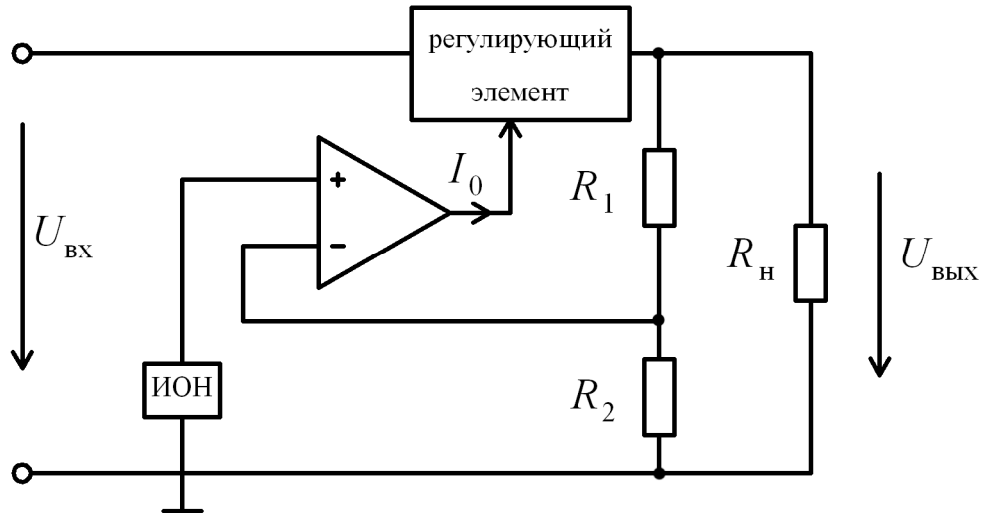 регулирующий
элемент
+
I₀
R₁
−
Uвх
Rн
Uвых
ИОН
R₂